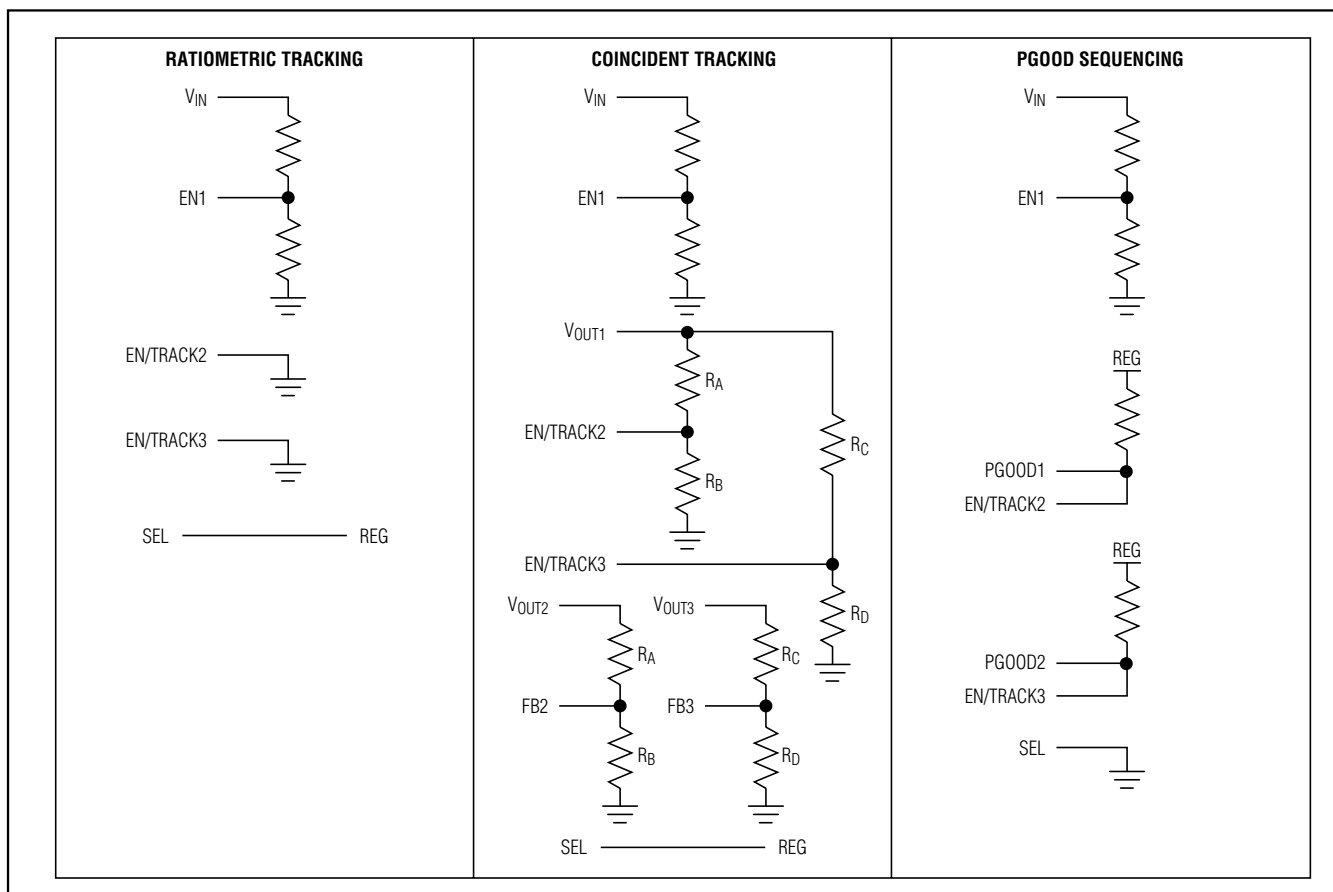 RATIOMETRIC TRACKING
VIN
EN1
EN/TRACK2
EN/TRACK3
SEL REG
COINCIDENT TRACKING
VIN
EN1
VOUT1
RA
EN/TRACK2
RC
RB
EN/TRACK3
VOUT2 VOUT3
RD
RA RC
FB2 FB3
RB RD
SEL REG
PGOOD SEQUENCING
VIN
EN1
REG
PGOOD1
EN/TRACK2
REG
PGOOD2
EN/TRACK3
SEL